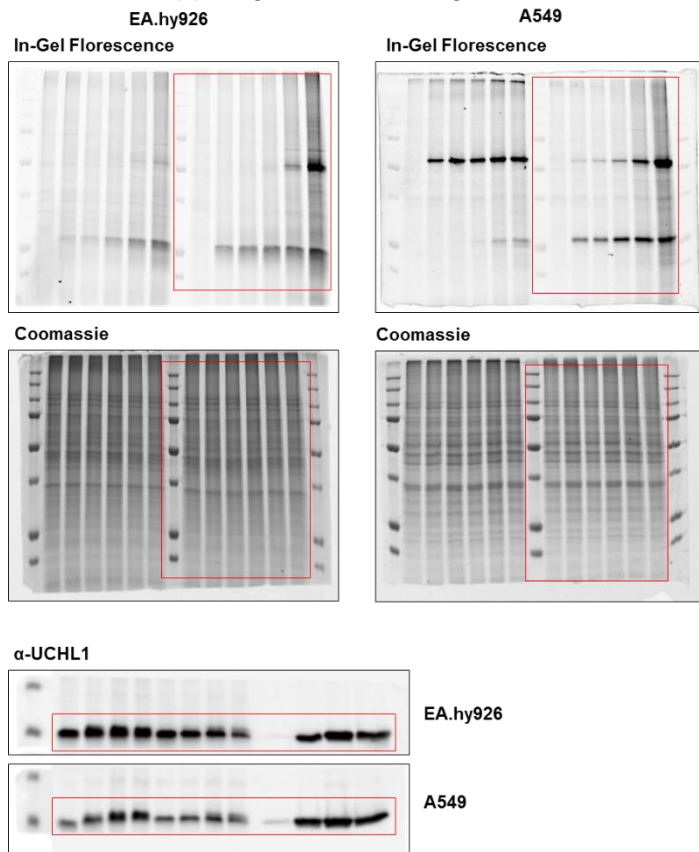 EA.hy926
A549
In-Gel Florescence
In-Gel Florescence
Coomassie
Coomassie
α-UCHL1
EA.hy926
A549